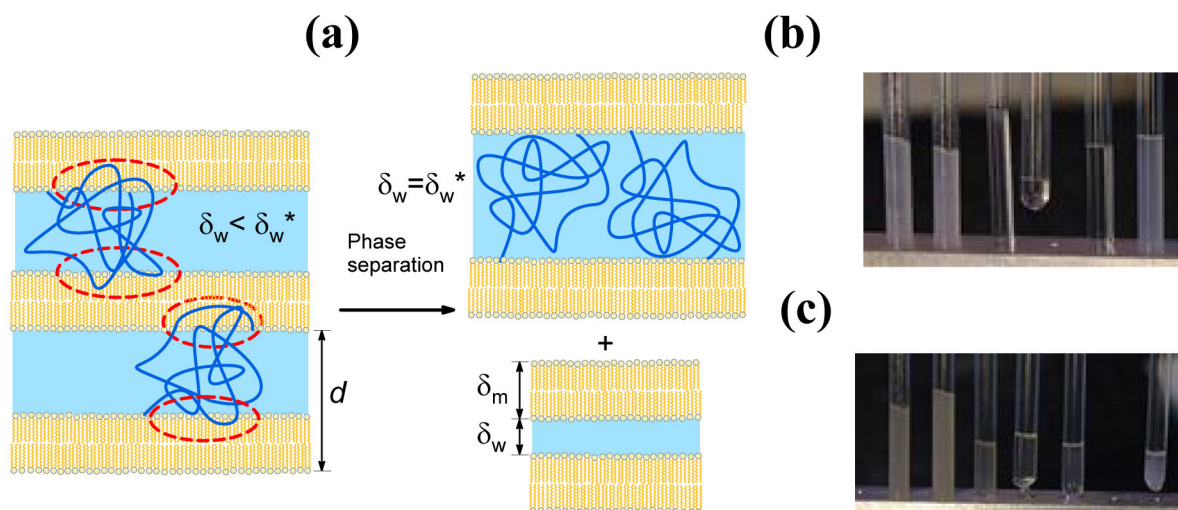 (a)
(b)
δw < δw*
δw=δw*
Phase
separation
(c)
+
d
δm
δw